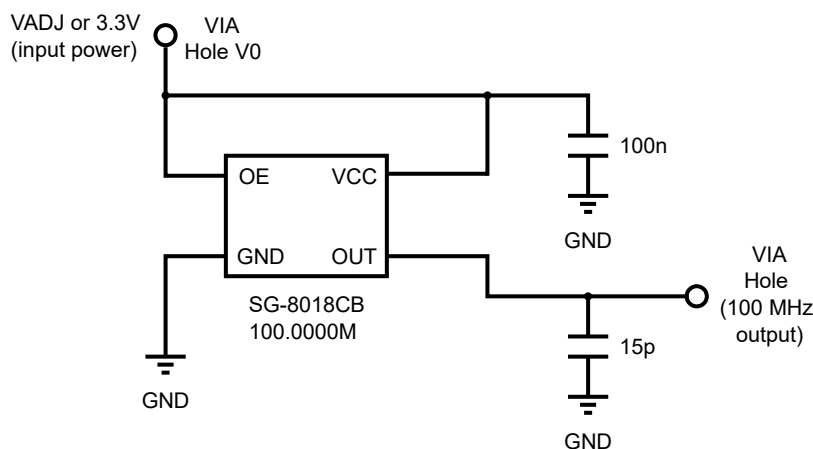 VADJ or 3.3V
(input power)
VIA
Hole V0
100n
GND
OE
VCC
GND
OUT
SG-8018CB
100.0000M
GND
VIA
Hole
(100 MHz
output)
15p
GND